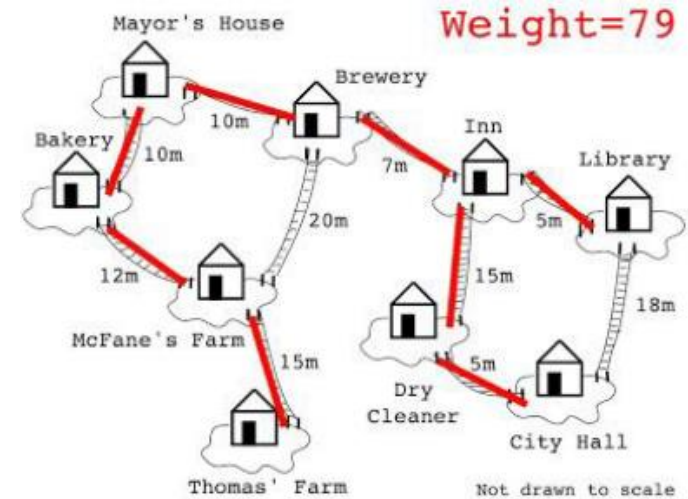 Mayor's House
Weight=79
Brewery
10m
Inn
Bakery
10m
7m
Library
5m
20m
12m
15m
18m
McFane's Farm
15m
5m
Dry
Cleaner
City Hall
Thomas' Farm
Not drawn to scale